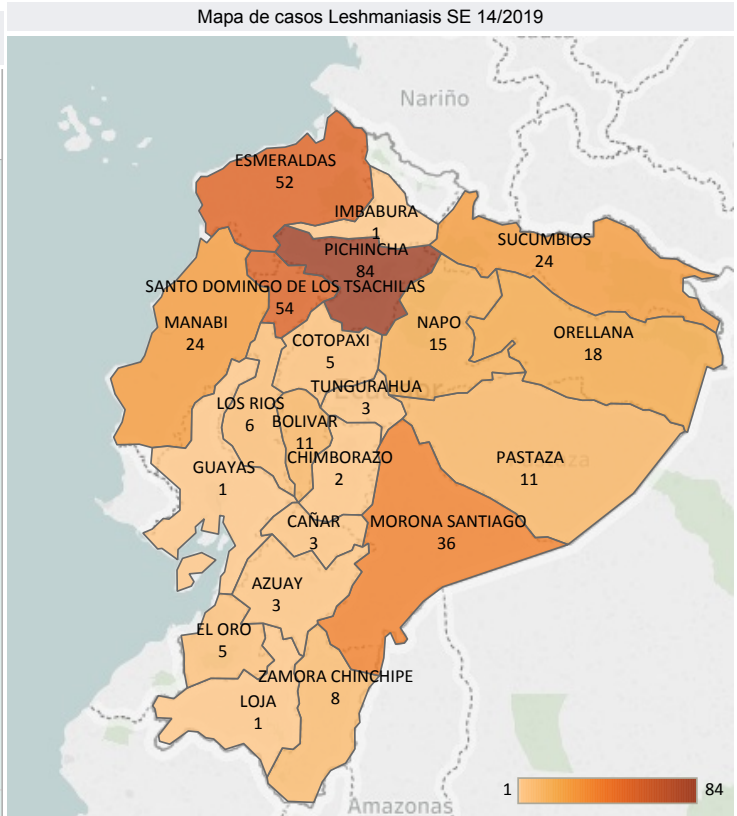 Mapa de casos Leshmaniasis SE 14/2019
Nariño
ESMERALDAS
52
IMBABURA
1
SUCUMBIOS
24
PICHINCHA
84
SANTO DOMINGO DE LOS TSACHILAS
54
MANABI
24
NAPO
15
ORELLANA
18
COTOPAXI
5
TUNGURAHUA
3
Ecuador
LOS RIOS
6
BOLIVAR
11
CHIMBORAZO
2
GUAYAS
1
PASTAZA
11
Pastaza
CAÑAR
3
MORONA SANTIAGO
36
AZUAY
3
EL ORO
5
ZAMORA CHINCHIPE
8
LOJA
1
1
84
Amazonas